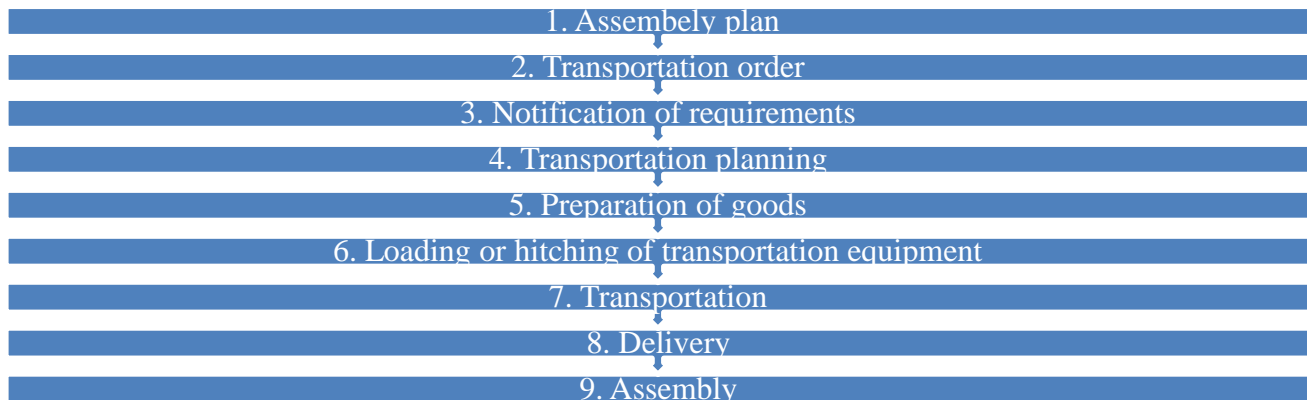 1. Assembely plan
2. Transportation order
3. Notification of requirements
4. Transportation planning
5. Preparation of goods
6. Loading or hitching of transportation equipment
7. Transportation
8. Delivery
9. Assembly